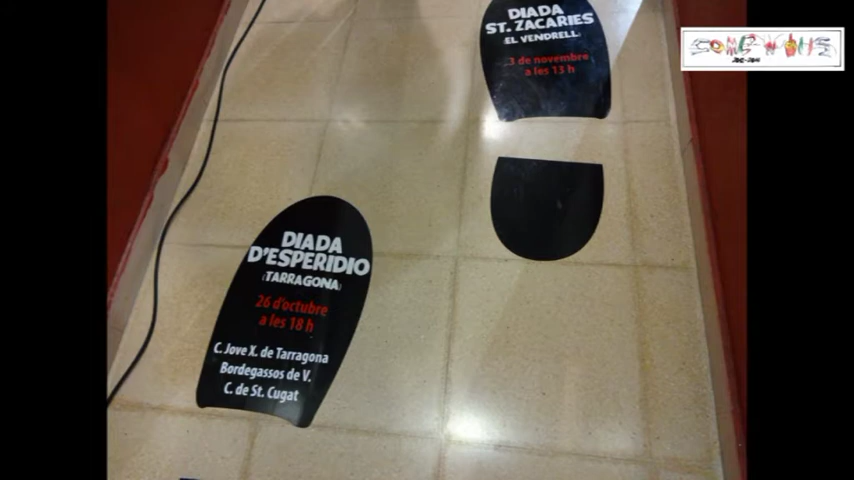 DIADA
ST. ZACARIES
EL VENDRELL
3 de novembre
a les 13 h
DIADA
D'ESPERIDIO
(TARRAGONA)
26 d'octubre
a les 18 h
C. Jove X. de Tarragona
Bordegassos de V.
C. de St. Cugat